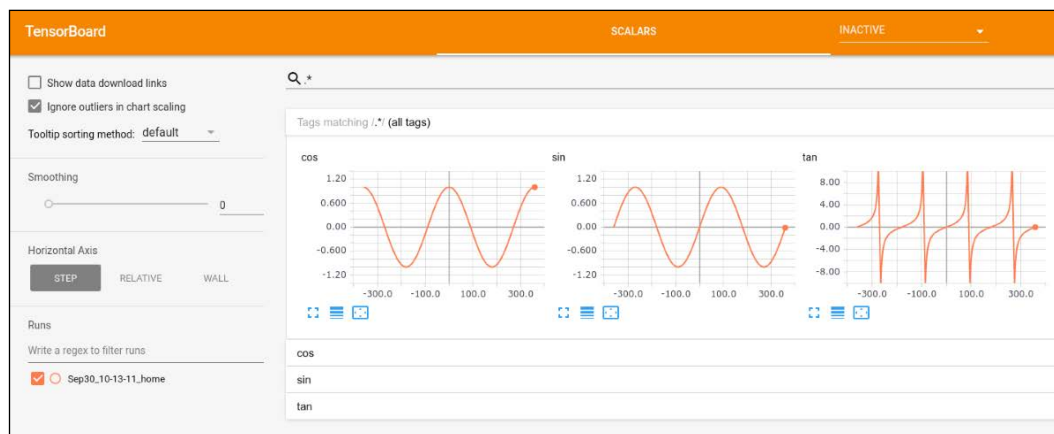 TensorBoard SCALARS INACTIVE
Show data download links
Ignore outliers in chart scaling
Tooltip sorting method: default
Smoothing
0
Horizontal Axis
STEP RELATIVE WALL
Runs
Write a regex to filter runs
Sep30_10-13-11_home
.*
Tags matching /.*/ (all tags)
cos
1.20
0.600
0.00
-0.600
-1.20
-300.0 -100.0 100.0 300.0
sin
1.20
0.600
0.00
-0.600
-1.20
-300.0 -100.0 100.0 300.0
tan
8.00
4.00
0.00
-4.00
-8.00
-300.0 -100.0 100.0 300.0
cos
sin
tan